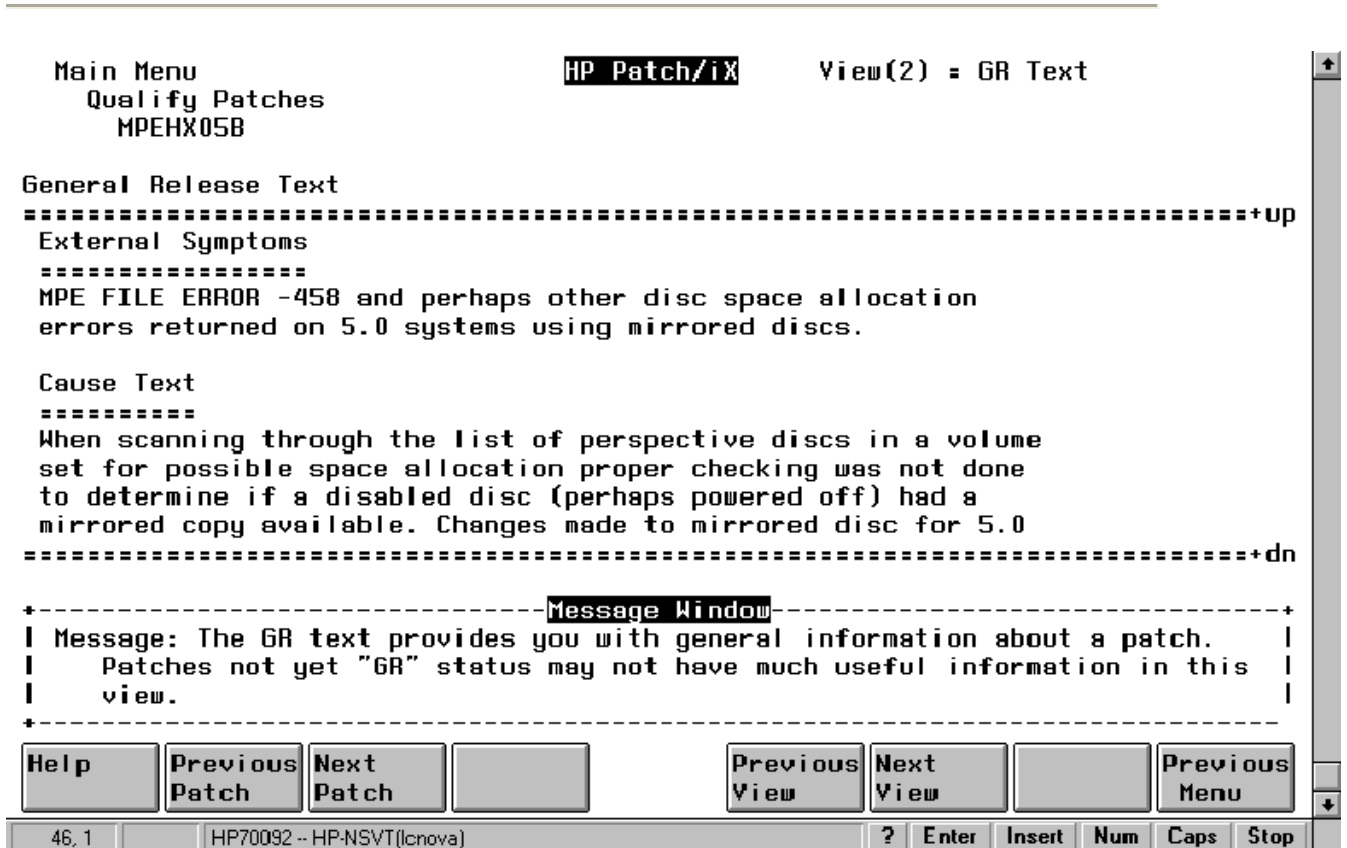 Main Menu HP Patch/iX View(2) = GR Text
Qualify Patches
MPEHX05B
General Release Text
============================================================================+up
External Symptoms
=================
MPE FILE ERROR -458 and perhaps other disc space allocation
errors returned on 5.0 systems using mirrored discs.
Cause Text
==========
When scanning through the list of perspective discs in a volume
set for possible space allocation proper checking was not done
to determine if a disabled disc (perhaps powered off) had a
mirrored copy available. Changes made to mirrored disc for 5.0
============================================================================+dn
+--------------------------------Message Window--------------------------------+
| Message: The GR text provides you with general information about a patch. |
| Patches not yet "GR" status may not have much useful information in this |
| view. |
+------------------------------------------------------------------------------
Help Previous Patch Next Patch Previous View Next View Previous Menu
46, 1 HP70092 -- HP-NSVT(lcnova) ? Enter Insert Num Caps Stop